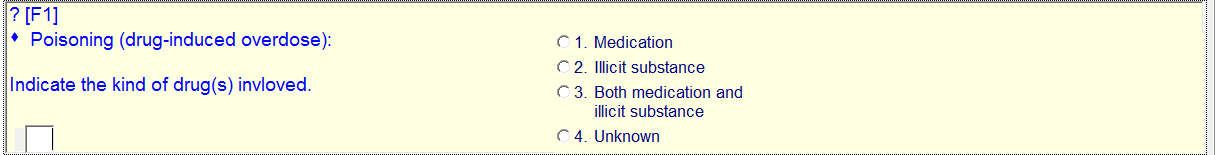 ? [F1]
♦ Poisoning (drug-induced overdose):
Indicate the kind of drug(s) invloved.
1. Medication
2. Illicit substance
3. Both medication and
illicit substance
4. Unknown